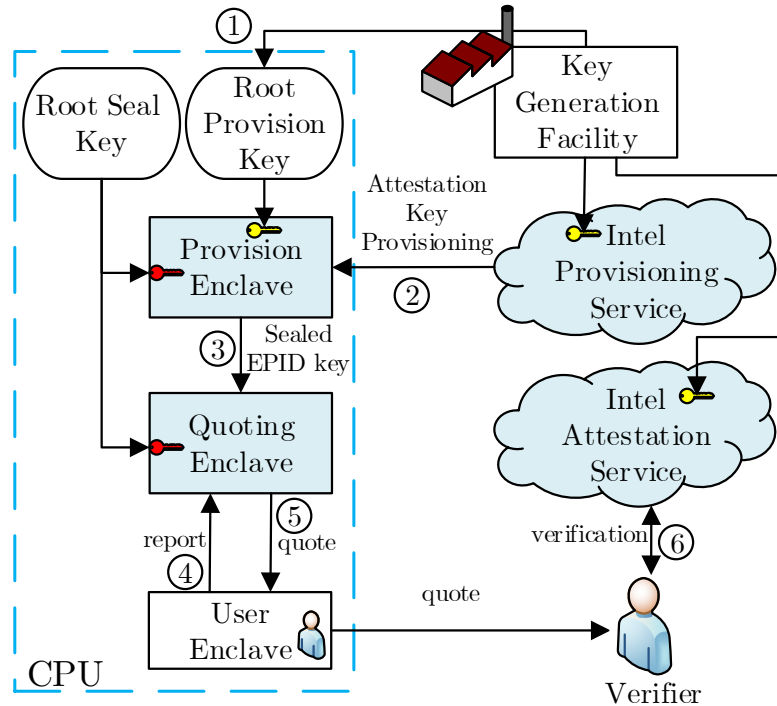 1
Root Seal
Key
Root
Provision
Key
Key
Generation
Facility
Attestation
Key
Provisioning
2
Provision
Enclave
Intel
Provisioning
Service
3
Sealed
EPID key
Quoting
Enclave
Intel
Attestation
Service
report
4
5
quote
verification
6
User
Enclave
quote
CPU
Verifier